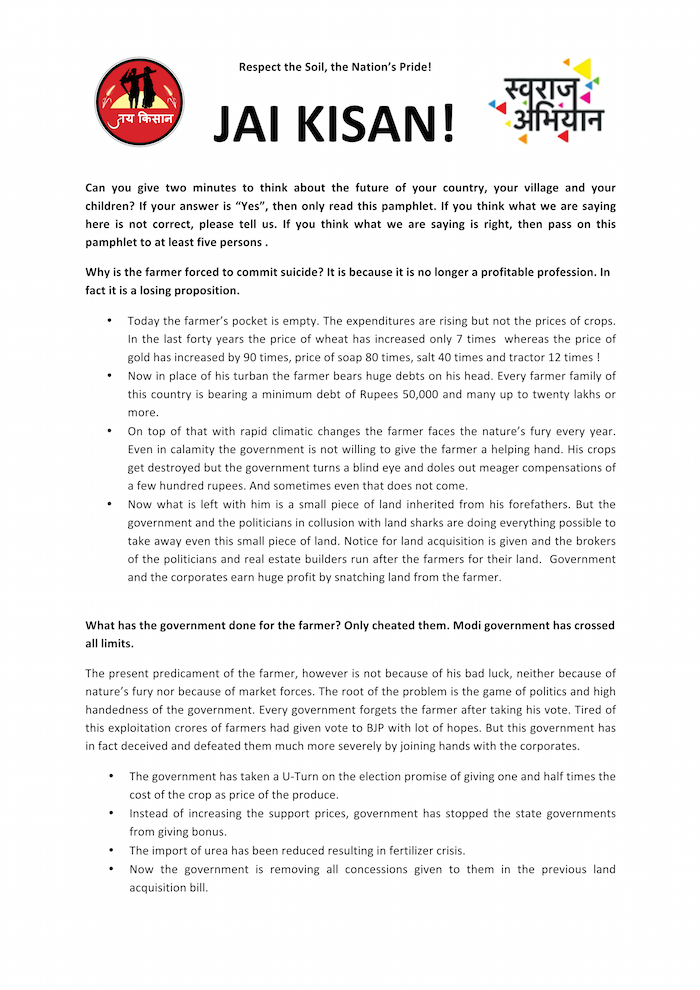 Respect the Soil, the Nation's Pride!
जय किसान
JAI KISAN!
स्वराज
अभियान
Can you give two minutes to think about the future of your country, your village and your
children? If your answer is “Yes”, then only read this pamphlet. If you think what we are saying
here is not correct, please tell us. If you think what we are saying is right, then pass on this
pamphlet to at least five persons .
Why is the farmer forced to commit suicide? It is because it is no longer a profitable profession. In
fact it is a losing proposition.
• Today the farmer’s pocket is empty. The expenditures are rising but not the prices of crops.
In the last forty years the price of wheat has increased only 7 times whereas the price of
gold has increased by 90 times, price of soap 80 times, salt 40 times and tractor 12 times !
• Now in place of his turban the farmer bears huge debts on his head. Every farmer family of
this country is bearing a minimum debt of Rupees 50,000 and many up to twenty lakhs or
more.
• On top of that with rapid climatic changes the farmer faces the nature’s fury every year.
Even in calamity the government is not willing to give the farmer a helping hand. His crops
get destroyed but the government turns a blind eye and doles out meager compensations of
a few hundred rupees. And sometimes even that does not come.
• Now what is left with him is a small piece of land inherited from his forefathers. But the
government and the politicians in collusion with land sharks are doing everything possible to
take away even this small piece of land. Notice for land acquisition is given and the brokers
of the politicians and real estate builders run after the farmers for their land. Government
and the corporates earn huge profit by snatching land from the farmer.
What has the government done for the farmer? Only cheated them. Modi government has crossed
all limits.
The present predicament of the farmer, however is not because of his bad luck, neither because of
nature’s fury nor because of market forces. The root of the problem is the game of politics and high
handedness of the government. Every government forgets the farmer after taking his vote. Tired of
this exploitation crores of farmers had given vote to BJP with lot of hopes. But this government has
in fact deceived and defeated them much more severely by joining hands with the corporates.
• The government has taken a U-Turn on the election promise of giving one and half times the
cost of the crop as price of the produce.
• Instead of increasing the support prices, government has stopped the state governments
from giving bonus.
• The import of urea has been reduced resulting in fertilizer crisis.
• Now the government is removing all concessions given to them in the previous land
acquisition bill.